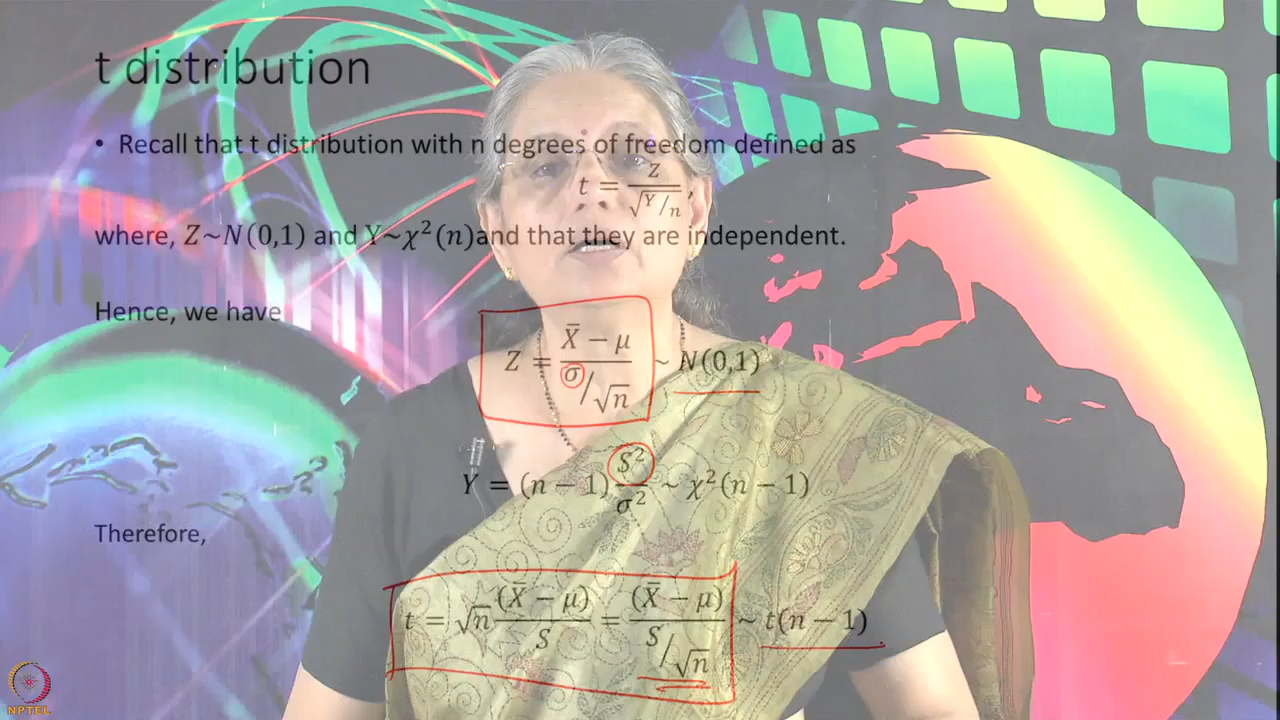 t distribution
• Recall that t distribution with n degrees of freedom defined as
t = Z / √(Y/n),
where, Z~N(0,1) and Y~χ²(n)and that they are independent.
Hence, we have
Z = (X̄ − μ) / (σ/√n) ~ N(0,1)
Y = (n − 1) S²/σ² ~ χ²(n − 1)
Therefore,
t = √n (X̄ − μ)/S = (X̄ − μ)/(S/√n) ~ t(n − 1)
NPTEL